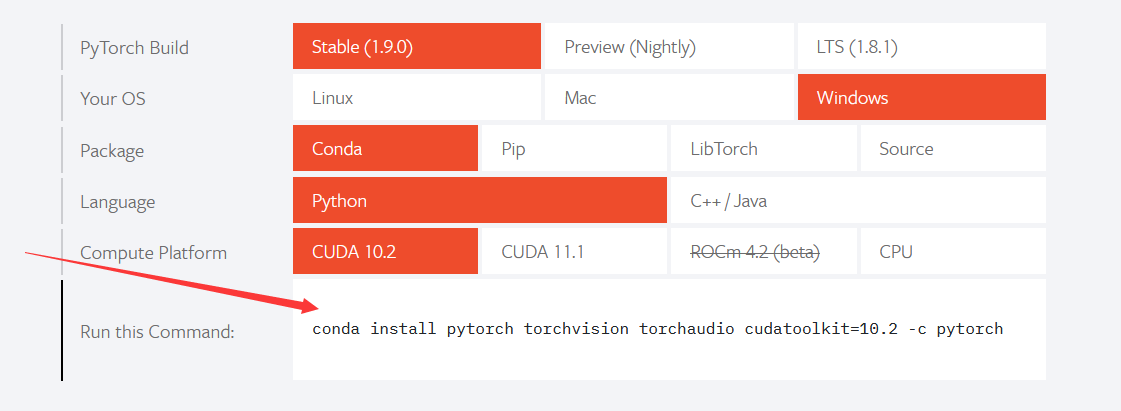 PyTorch Build Stable (1.9.0) Preview (Nightly) LTS (1.8.1)
Your OS Linux Mac Windows
Package Conda Pip LibTorch Source
Language Python C++ / Java
Compute Platform CUDA 10.2 CUDA 11.1 ROCm 4.2 (beta) CPU
Run this Command: conda install pytorch torchvision torchaudio cudatoolkit=10.2 -c pytorch